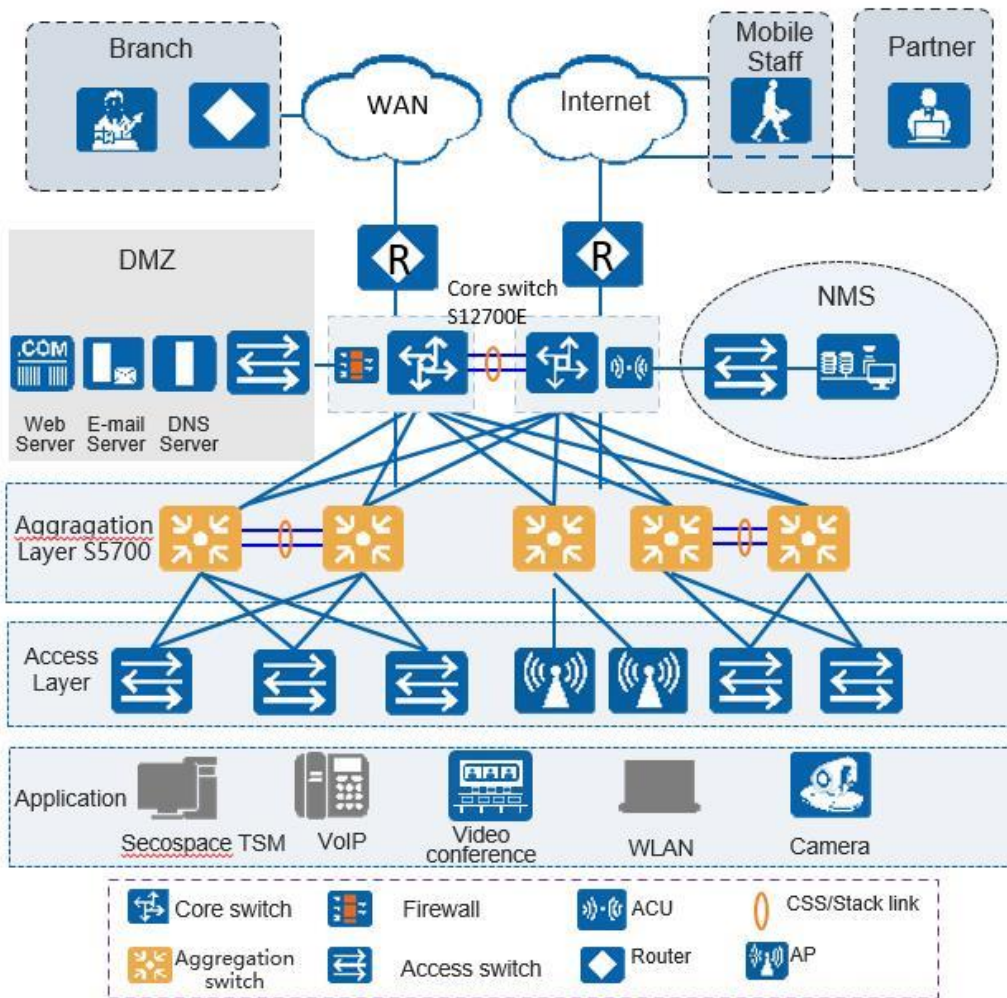 Branch
WAN
Internet
Mobile
Staff
Partner
DMZ
R
R
Core switch
S12700E
NMS
.COM
Web
Server
E-mail
Server
DNS
Server
Aggragation
Layer S5700
Access
Layer
Application
Secospace TSM
VoIP
Video
conference
WLAN
Camera
Core switch
Firewall
ACU
CSS/Stack link
Aggregation
switch
Access switch
Router
AP